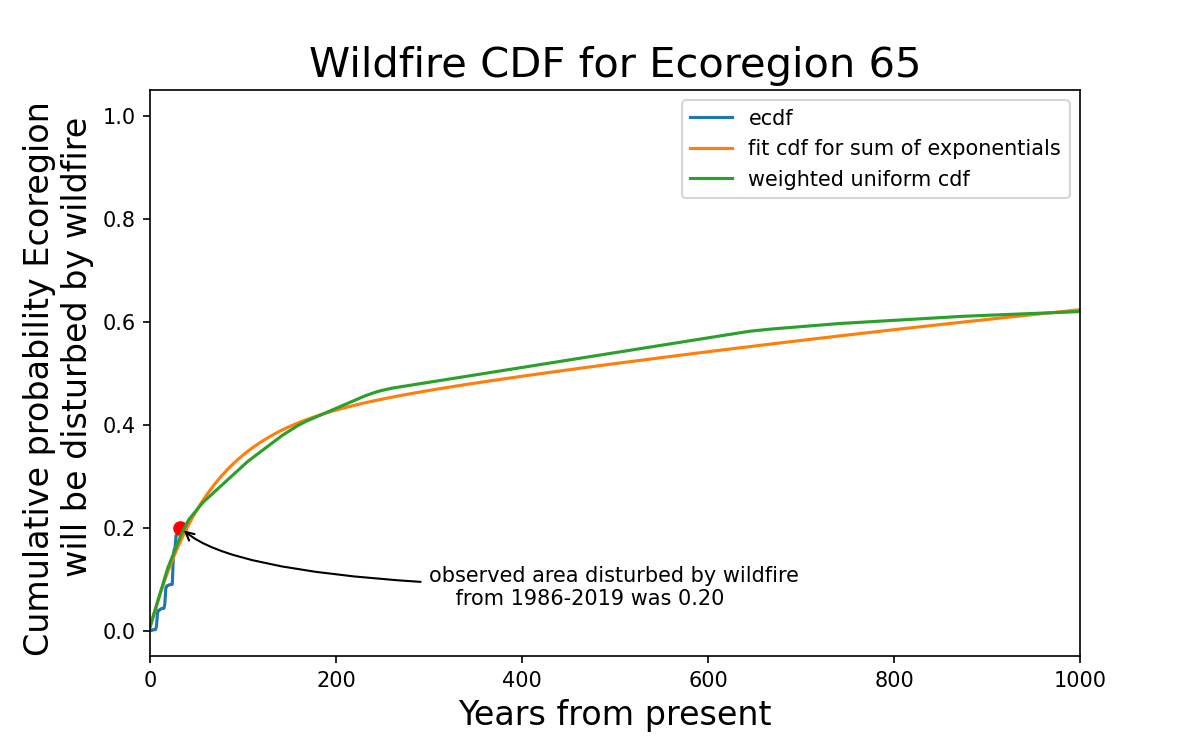 Wildfire CDF for Ecoregion 65
Cumulative probability Ecoregion
will be disturbed by wildfire
1.0
0.8
0.6
0.4
0.2
0.0
ecdf
fit cdf for sum of exponentials
weighted uniform cdf
observed area disturbed by wildfire
from 1986-2019 was 0.20
0
200
400
600
800
1000
Years from present